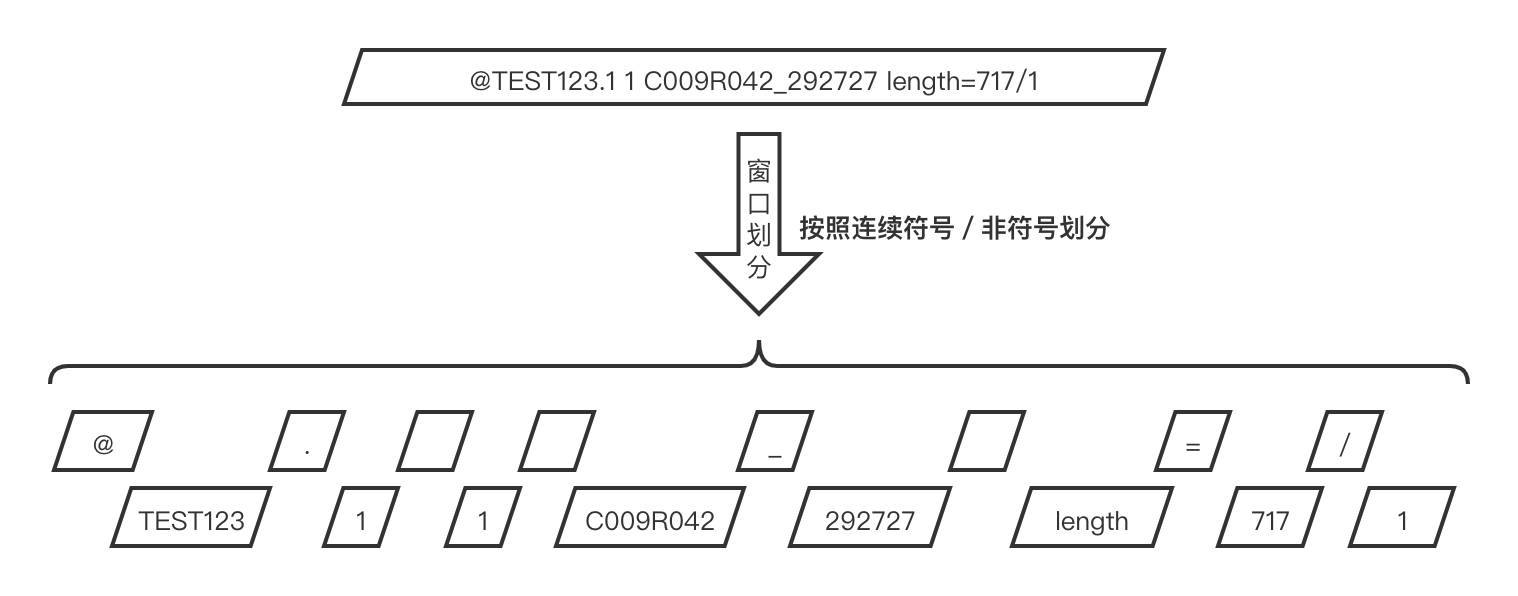 @TEST123.1 1 C009R042_292727 length=717/1
窗
口
划
分
按照连续符号 / 非符号划分
@ . _ = /
TEST123 1 1 C009R042 292727 length 717 1